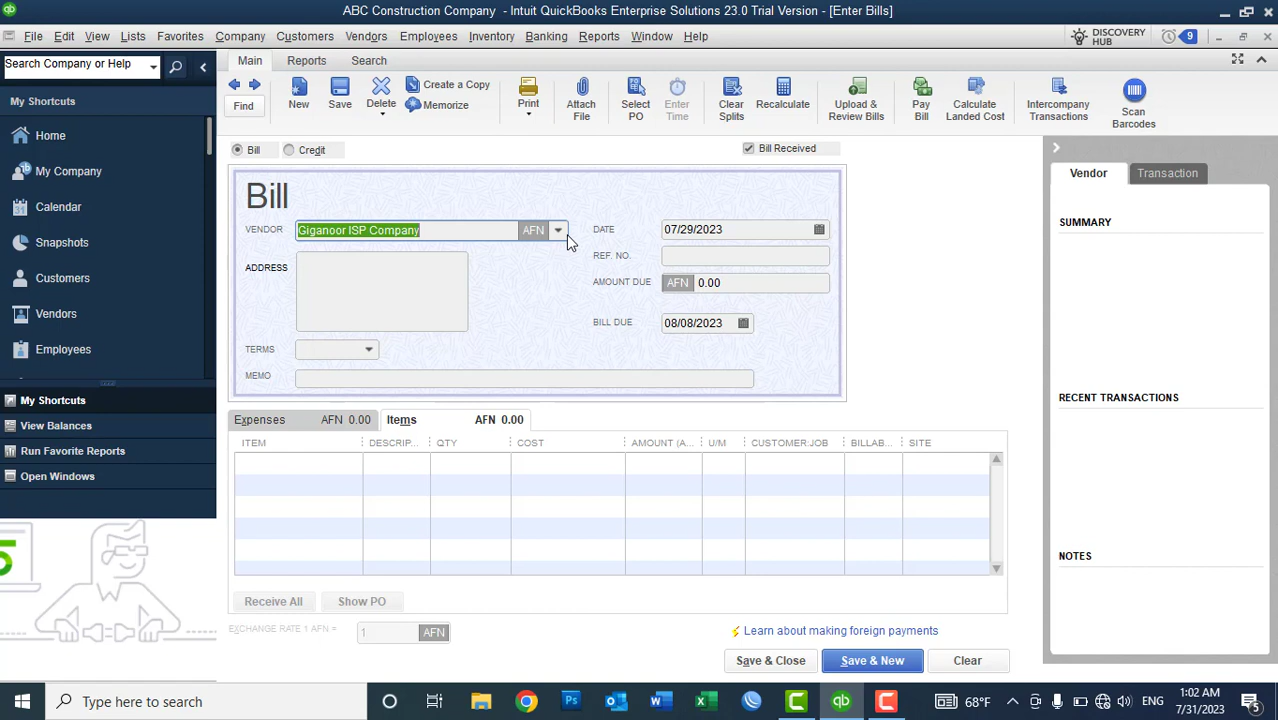 ABC Construction Company - Intuit QuickBooks Enterprise Solutions 23.0 Trial Version - [Enter Bills]
File Edit View Lists Favorites Company Customers Vendors Employees Inventory Banking Reports Window Help
DISCOVERY HUB
9
Search Company or Help
Main Reports Search
Find
New
Save
Delete
Create a Copy
Memorize
Print
Attach File
Select PO
Enter Time
Clear Splits
Recalculate
Upload & Review Bills
Pay Bill
Calculate Landed Cost
Intercompany Transactions
Scan Barcodes
My Shortcuts
Home
My Company
Calendar
Snapshots
Customers
Vendors
Employees
My Shortcuts
View Balances
Run Favorite Reports
Open Windows
Bill Credit
Bill Received
Bill
VENDOR Giganoor ISP Company AFN
DATE 07/29/2023
REF. NO.
ADDRESS
AMOUNT DUE AFN 0.00
BILL DUE 08/08/2023
TERMS
MEMO
Expenses AFN 0.00 Items AFN 0.00
ITEM DESCRIP... QTY COST AMOUNT (A... U/M CUSTOMER:JOB BILLAB... SITE
Receive All Show PO
EXCHANGE RATE 1 AFN = 1 AFN
Learn about making foreign payments
Save & Close Save & New Clear
Vendor Transaction
SUMMARY
RECENT TRANSACTIONS
NOTES
Type here to search
68°F
ENG
1:02 AM
7/31/2023
5